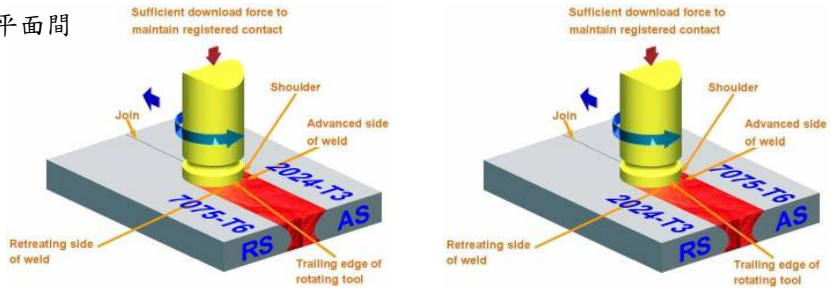 平面間
Sufficient download force to
maintain registered contact
Shoulder
Join
Advanced side
of weld
2024-T3
7075-T6
AS
RS
Retreating side
of weld
Trailing edge of
rotating tool
Sufficient download force to
maintain registered contact
Shoulder
Join
Advanced side
of weld
7075-T6
2024-T3
AS
RS
Retreating side
of weld
Trailing edge of
rotating tool